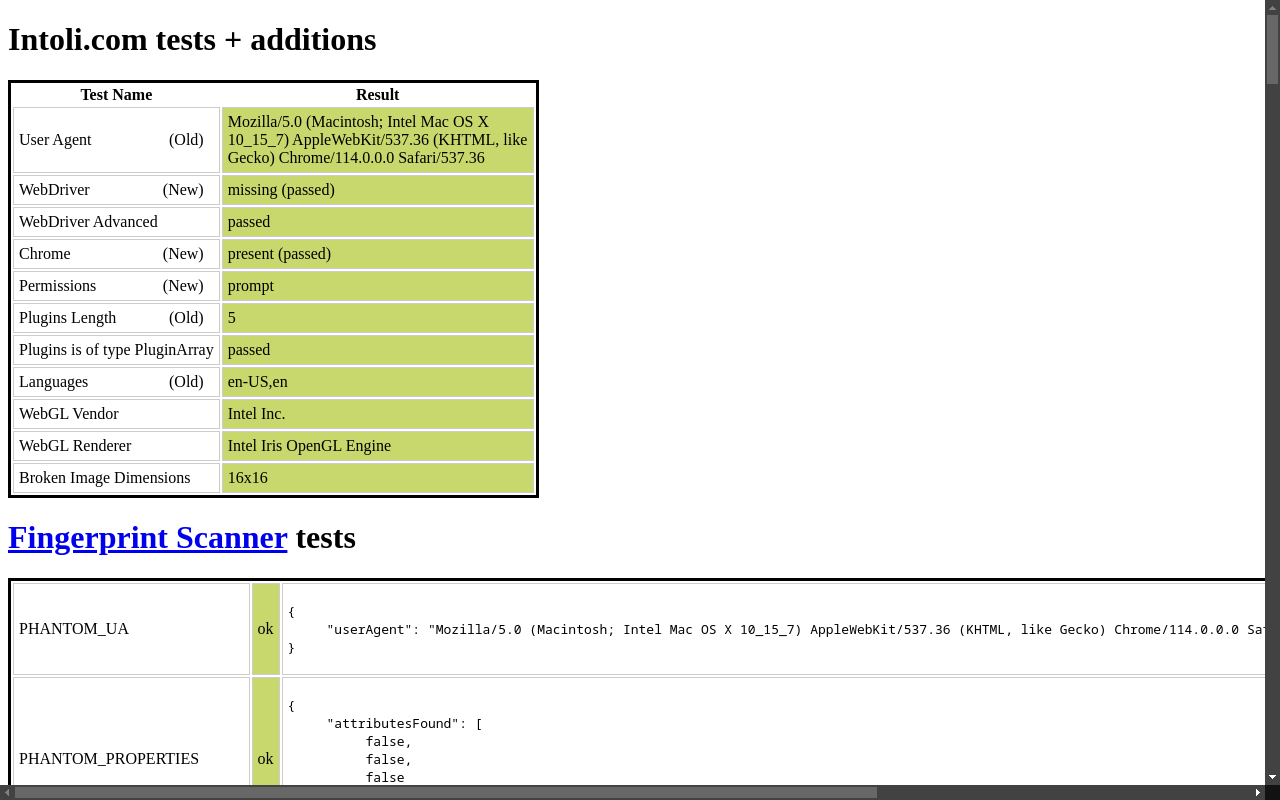 Intoli.com tests + additions
Test Name Result
User Agent (Old) Mozilla/5.0 (Macintosh; Intel Mac OS X
10_15_7) AppleWebKit/537.36 (KHTML, like
Gecko) Chrome/114.0.0.0 Safari/537.36
WebDriver (New) missing (passed)
WebDriver Advanced passed
Chrome (New) present (passed)
Permissions (New) prompt
Plugins Length (Old) 5
Plugins is of type PluginArray passed
Languages (Old) en-US,en
WebGL Vendor Intel Inc.
WebGL Renderer Intel Iris OpenGL Engine
Broken Image Dimensions 16x16
Fingerprint Scanner tests
{
PHANTOM_UA ok "userAgent": "Mozilla/5.0 (Macintosh; Intel Mac OS X 10_15_7) AppleWebKit/537.36 (KHTML, like Gecko) Chrome/114.0.0.0 Sa
}
{
"attributesFound": [
false,
PHANTOM_PROPERTIES ok false,
false